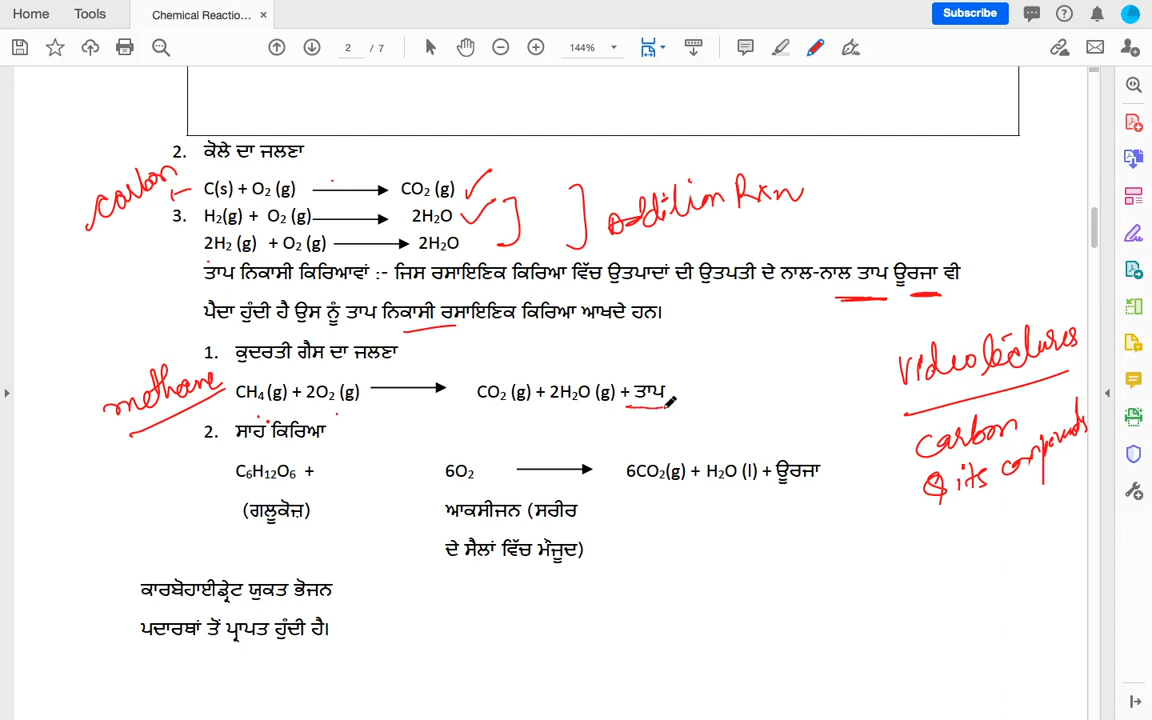 Home Tools Chemical Reactio... × Subscribe
2 / 7 144%
2. ਕੋਲੇ ਦਾ ਜਲਣਾ
carbon
C(s) + O₂ (g) ⟶ CO₂ (g)
3. H₂(g) + O₂ (g) ⟶ 2H₂O
addition Rxn
2H₂ (g) + O₂ (g) ⟶ 2H₂O
ਤਾਪ ਨਿਕਾਸੀ ਕਿਰਿਆਵਾਂ :- ਜਿਸ ਰਸਾਇਣਿਕ ਕਿਰਿਆ ਵਿੱਚ ਉਤਪਾਦਾਂ ਦੀ ਉਤਪਤੀ ਦੇ ਨਾਲ-ਨਾਲ ਤਾਪ ਊਰਜਾ ਵੀ
ਪੈਦਾ ਹੁੰਦੀ ਹੈ ਉਸ ਨੂੰ ਤਾਪ ਨਿਕਾਸੀ ਰਸਾਇਣਿਕ ਕਿਰਿਆ ਆਖਦੇ ਹਨ।
1. ਕੁਦਰਤੀ ਗੈਸ ਦਾ ਜਲਣਾ
video lectures
methane
CH₄ (g) + 2O₂ (g) ⟶ CO₂ (g) + 2H₂O (g) + ਤਾਪ
2. ਸਾਹ ਕਿਰਿਆ
carbon
& its compounds
C₆H₁₂O₆ + 6O₂ ⟶ 6CO₂(g) + H₂O (l) + ਊਰਜਾ
(ਗਲੂਕੋਜ਼) ਆਕਸੀਜਨ (ਸਰੀਰ
ਦੇ ਸੈਲਾਂ ਵਿੱਚ ਮੌਜੂਦ)
ਕਾਰਬੋਹਾਈਡ੍ਰੇਟ ਯੁਕਤ ਭੋਜਨ
ਪਦਾਰਥਾਂ ਤੋਂ ਪ੍ਰਾਪਤ ਹੁੰਦੀ ਹੈ।